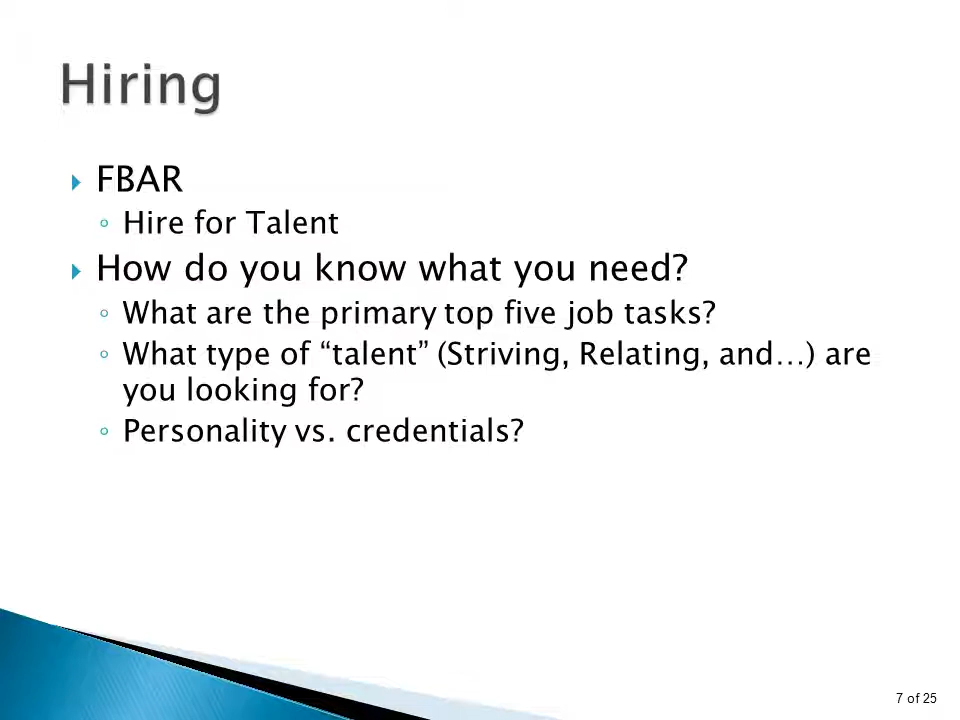 Hiring
FBAR
Hire for Talent
How do you know what you need?
What are the primary top five job tasks?
What type of “talent” (Striving, Relating, and…) are
you looking for?
Personality vs. credentials?
7 of 25